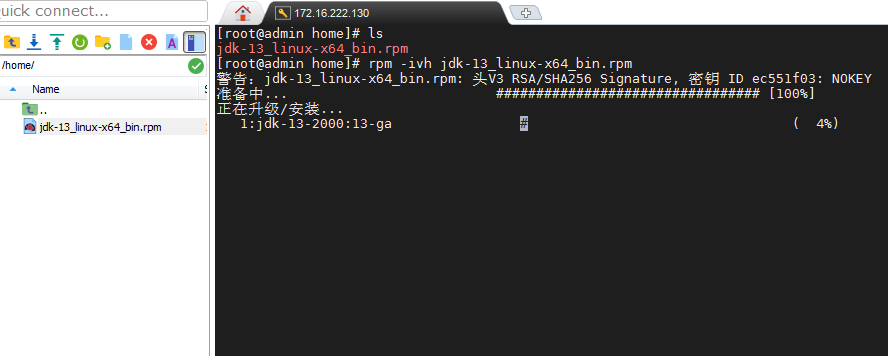 Quick connect...
172.16.222.130
/home/
Name
..
jdk-13_linux-x64_bin.rpm
[root@admin home]# ls
jdk-13_linux-x64_bin.rpm
[root@admin home]# rpm -ivh jdk-13_linux-x64_bin.rpm
警告：jdk-13_linux-x64_bin.rpm: 头V3 RSA/SHA256 Signature, 密钥 ID ec551f03: NOKEY
准备中... ################################# [100%]
正在升级/安装...
1:jdk-13-2000:13-ga # ( 4%)